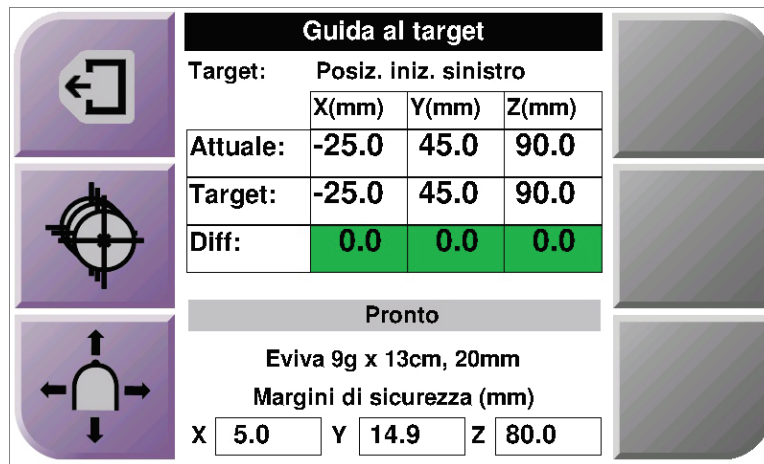 Guida al target
Target: Posiz. iniz. sinistro
X(mm) Y(mm) Z(mm)
Attuale: -25.0 45.0 90.0
Target: -25.0 45.0 90.0
Diff: 0.0 0.0 0.0
Pronto
Eviva 9g x 13cm, 20mm
Margini di sicurezza (mm)
X 5.0 Y 14.9 Z 80.0